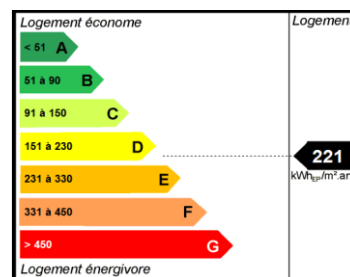 Logement économe
Logemen
< 51 A
51 à 90 B
91 à 150 C
151 à 230 D
221
kWhEP/m².an
231 à 330 E
331 à 450 F
> 450 G
Logement énergivore